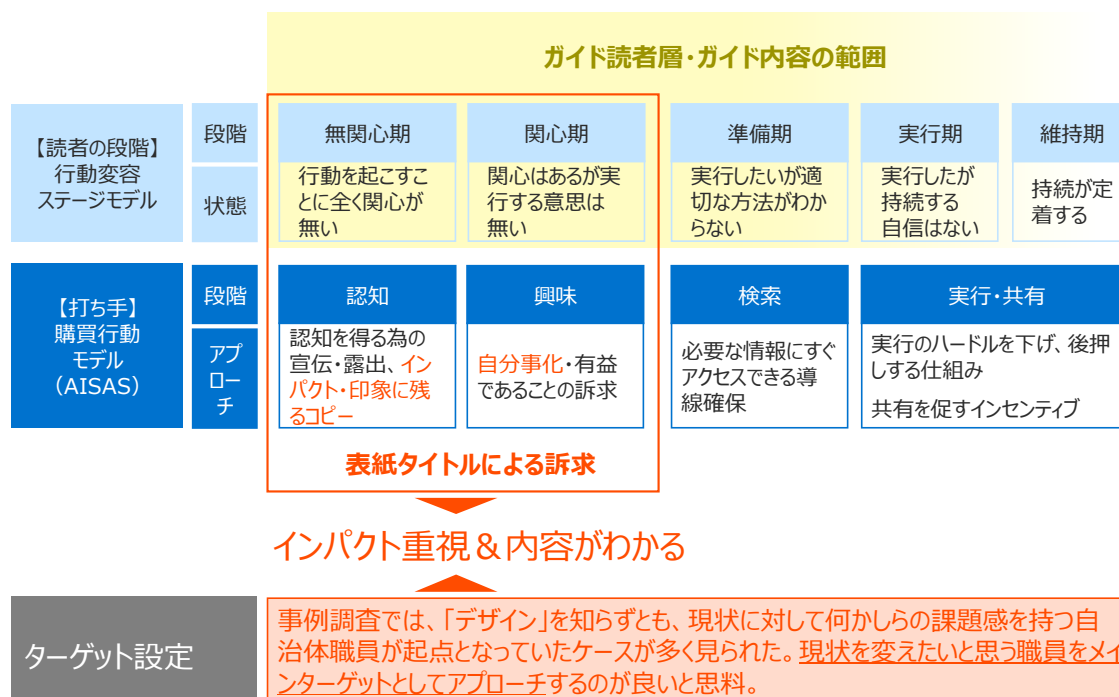 ガイド読者層・ガイド内容の範囲
【読者の段階】
行動変容
ステージモデル
段階
無関心期
関心期
準備期
実行期
維持期
状態
行動を起こすこ
とに全く関心が
無い
関心はあるが実
行する意思は
無い
実行したいが適
切な方法がわか
らない
実行したが
持続する
自信はない
持続が定
着する
【打ち手】
購買行動
モデル
（AISAS）
段階
認知
興味
検索
実行・共有
アプ
ロー
チ
認知を得る為の
宣伝・露出、イン
パクト・印象に残
るコピー
自分事化・有益
であることの訴求
必要な情報にすぐ
アクセスできる導
線確保
実行のハードルを下げ、後押
しする仕組み
共有を促すインセンティブ
表紙タイトルによる訴求
インパクト重視＆内容がわかる
ターゲット設定
事例調査では、「デザイン」を知らずとも、現状に対して何かしらの課題感を持つ自
治体職員が起点となっていたケースが多く見られた。現状を変えたいと思う職員をメイ
ンターゲットとしてアプローチするのが良いと思料。